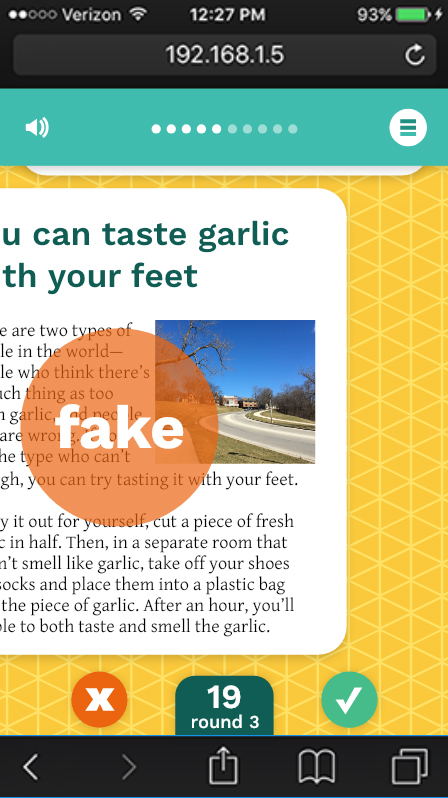 Verizon 12:27 PM 93%
192.168.1.5
u can taste garlic
th your feet
e are two types of
le in the world—
le who think there's
uch thing as too
h garlic, and people
are wrong.
he type who can't
gh, you can try tasting it with your feet.
fake
y it out for yourself, cut a piece of fresh
c in half. Then, in a separate room that
n't smell like garlic, take off your shoes
socks and place them into a plastic bag
the piece of garlic. After an hour, you'll
ble to both taste and smell the garlic.
19
round 3